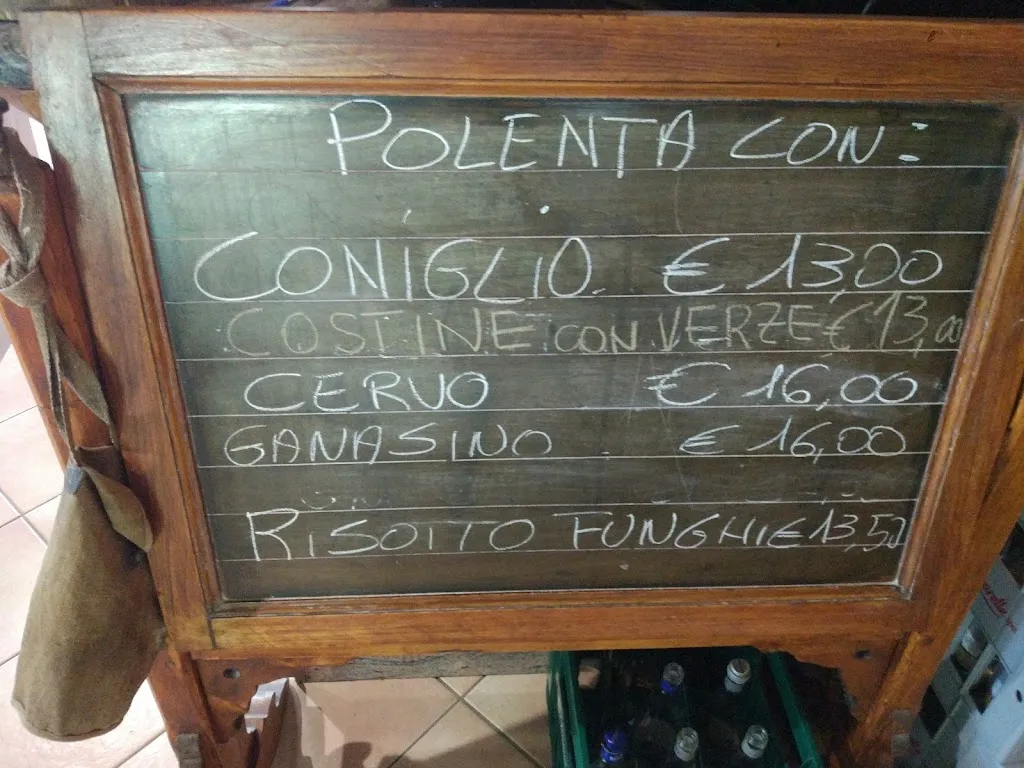 POLENTA CON:
CONIGLIO € 13,00
COSTINE CON VERZE € 13,00
CERVO € 16,00
GANASINO € 16,00
RISOTTO FUNGHI € 13,50